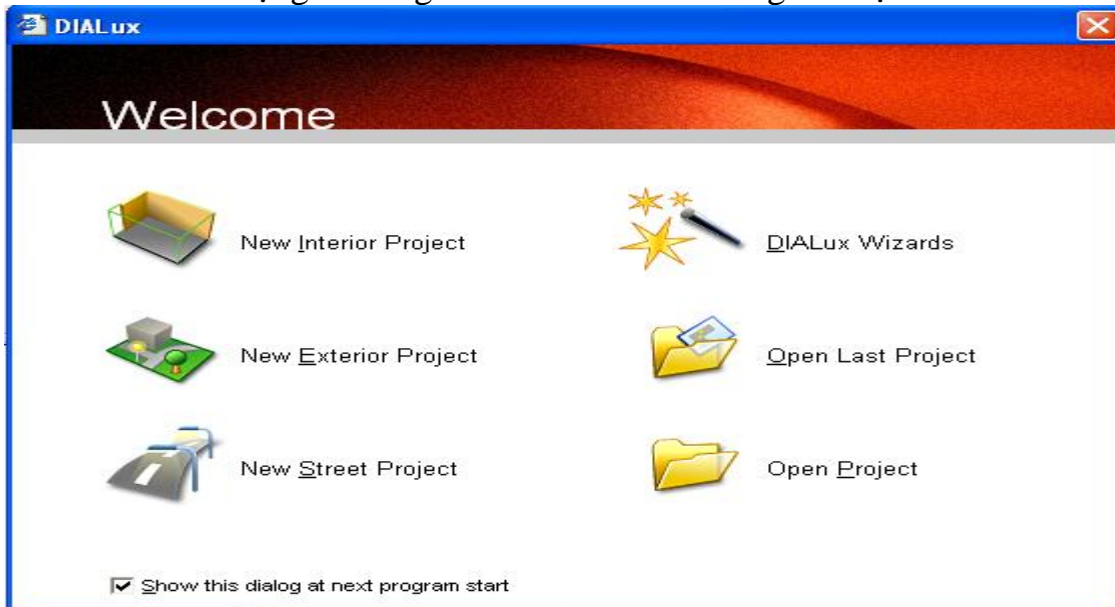 DIALux
Welcome
New Interior Project
DIALux Wizards
New Exterior Project
Open Last Project
New Street Project
Open Project
Show this dialog at next program start